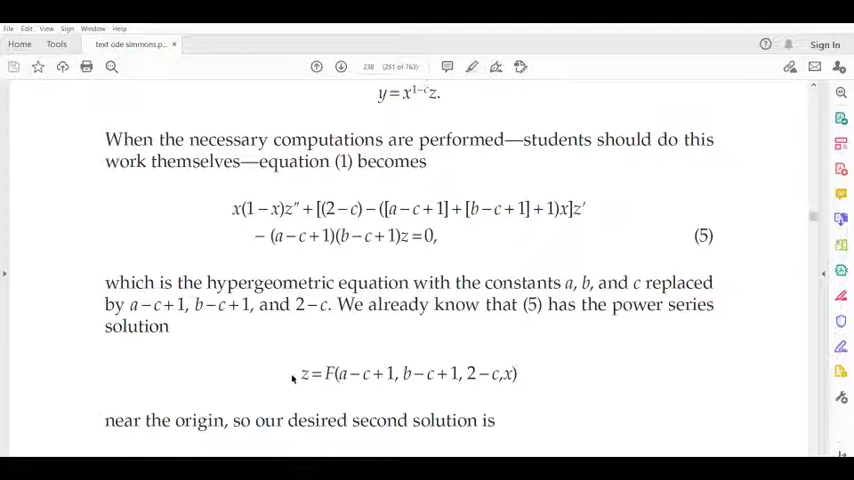 File Edit View Sign Window Help
Home Tools text ode simmons.p... × Sign In
238 (261 of 763)
y = x¹⁻ᶜz.
When the necessary computations are performed—students should do this
work themselves—equation (1) becomes
x(1 − x)z″ + [(2 − c) − ([a − c + 1] + [b − c + 1] + 1)x]z′
− (a − c + 1)(b − c + 1)z = 0, (5)
which is the hypergeometric equation with the constants a, b, and c replaced
by a − c + 1, b − c + 1, and 2 − c. We already know that (5) has the power series
solution
z = F(a − c + 1, b − c + 1, 2 − c,x)
near the origin, so our desired second solution is